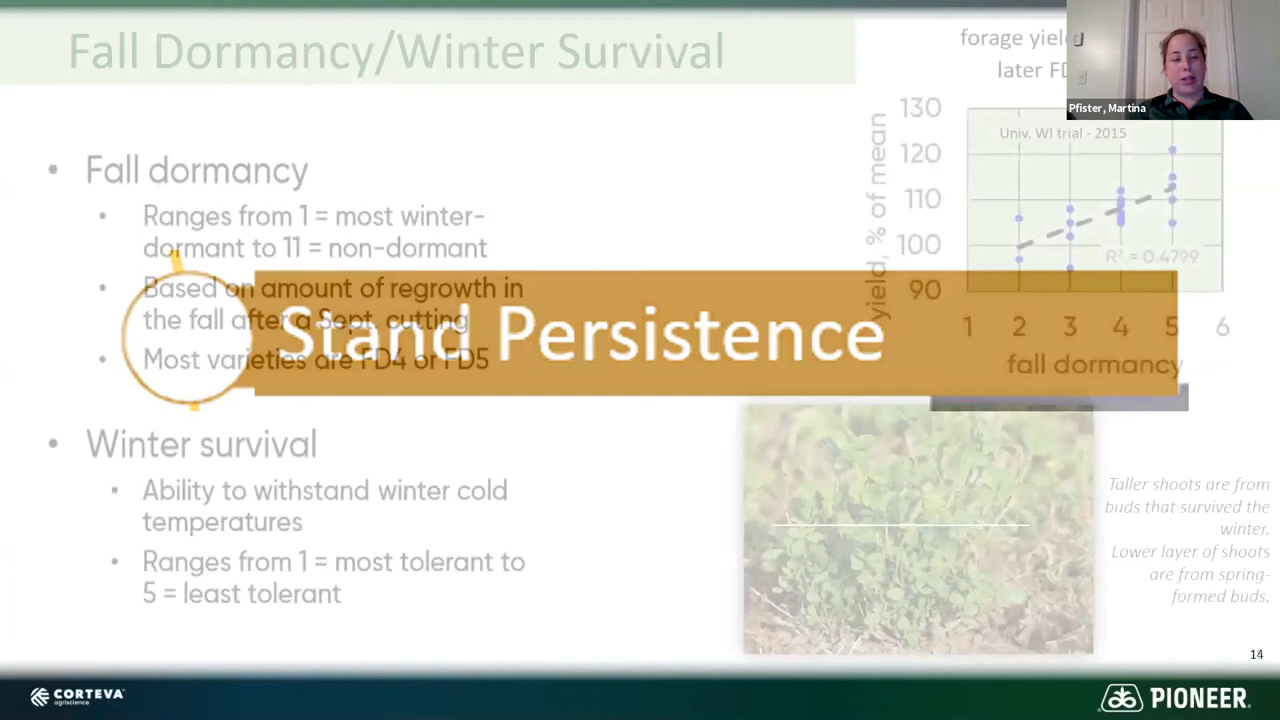 Fall Dormancy/Winter Survival
forage
later
Pfister, Martina
• Fall dormancy
• Ranges from 1 = most winter-
dormant to 11 = non-dormant
• Based on amount of regrowth in
the fall after a Sept. cutting
• Most varieties are FD4 or FD5
Stand Persistence
• Winter survival
• Ability to withstand winter cold
temperatures
• Ranges from 1 = most tolerant to
5 = least tolerant
yield, % of mean
130
120
110
100
90
Univ. WI trial - 2015
R² = 0.4799
1 2 3 4 5 6
fall dormancy
Taller shoots are from
buds that survived the
winter.
Lower layer of shoots
are from spring-
formed buds.
14
CORTEVA
agriscience
PIONEER